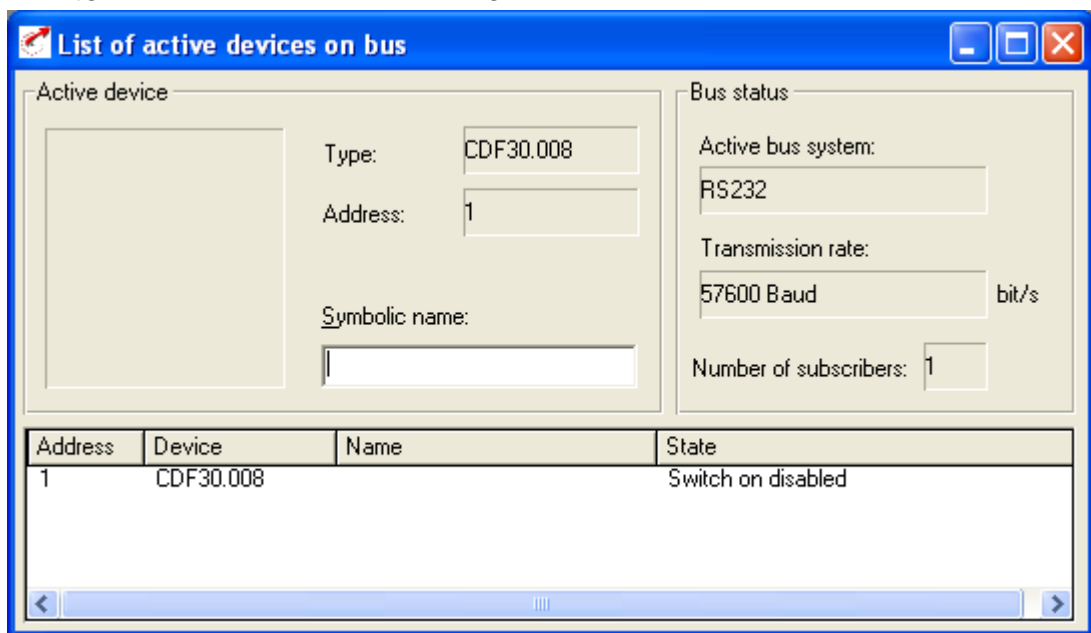 List of active devices on bus
Active device
Type: CDF30.008
Address: 1
Symbolic name:
Bus status
Active bus system:
RS232
Transmission rate:
57600 Baud bit/s
Number of subscribers: 1
Address Device Name State
1 CDF30.008 Switch on disabled